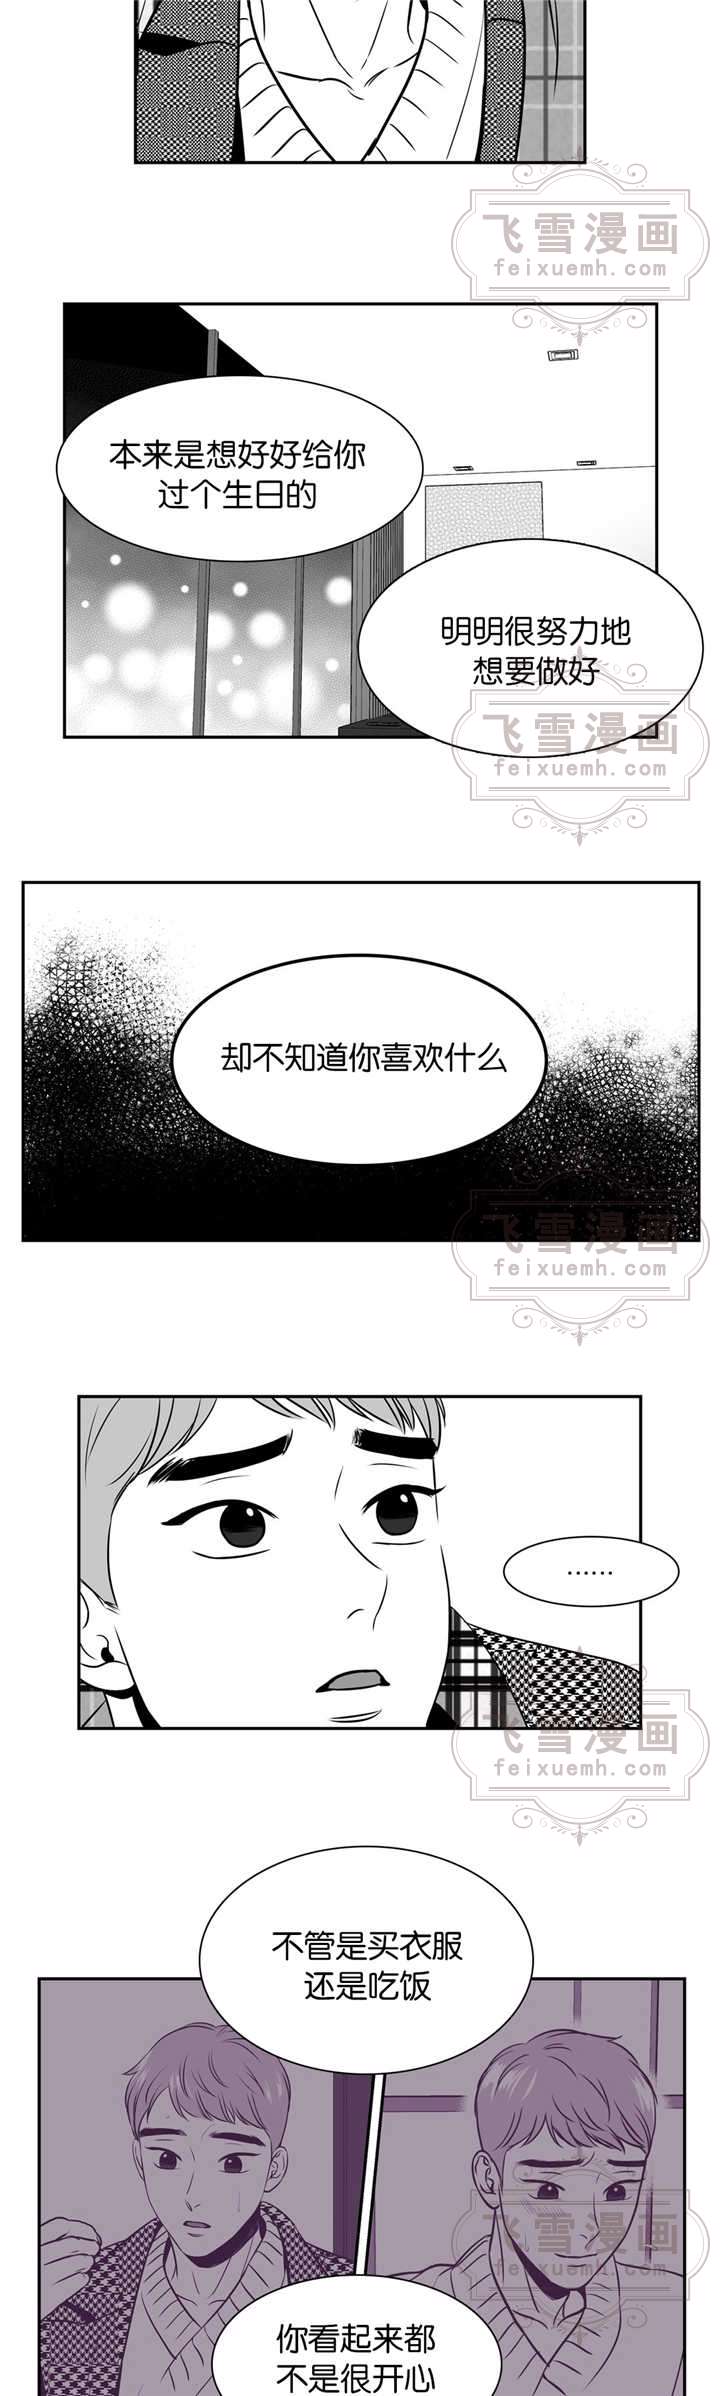 飞雪漫画
feixuemh.com
本来是想好好给你
过个生日的
明明很努力地
想要做好
飞雪漫画
feixuemh.com
却不知道你喜欢什么
飞雪漫画
feixuemh.com
······
飞雪漫画
feixuemh.com
不管是买衣服
还是吃饭
飞雪漫画
feixuemh.com
你看起来都
不是很开心